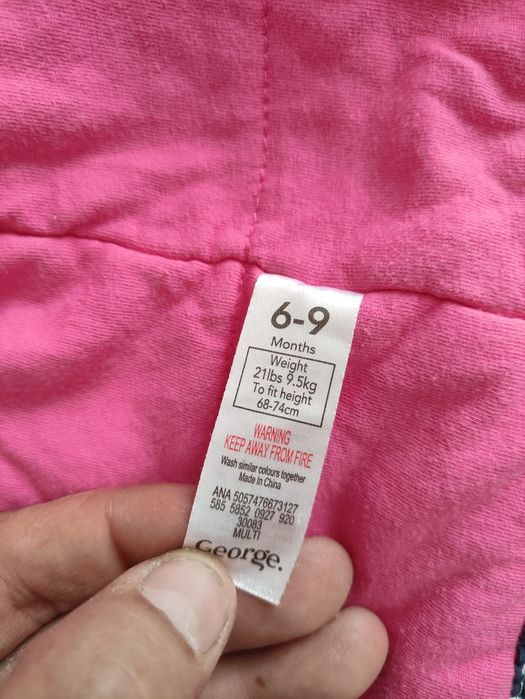 6-9
Months
Weight
21lbs 9.5kg
To fit height
68-74cm
WARNING
KEEP AWAY FROM FIRE
Wash similar colours together
Made in China
ANA 5057476673127
585 5852 0927 920
30083
MULTI
George.